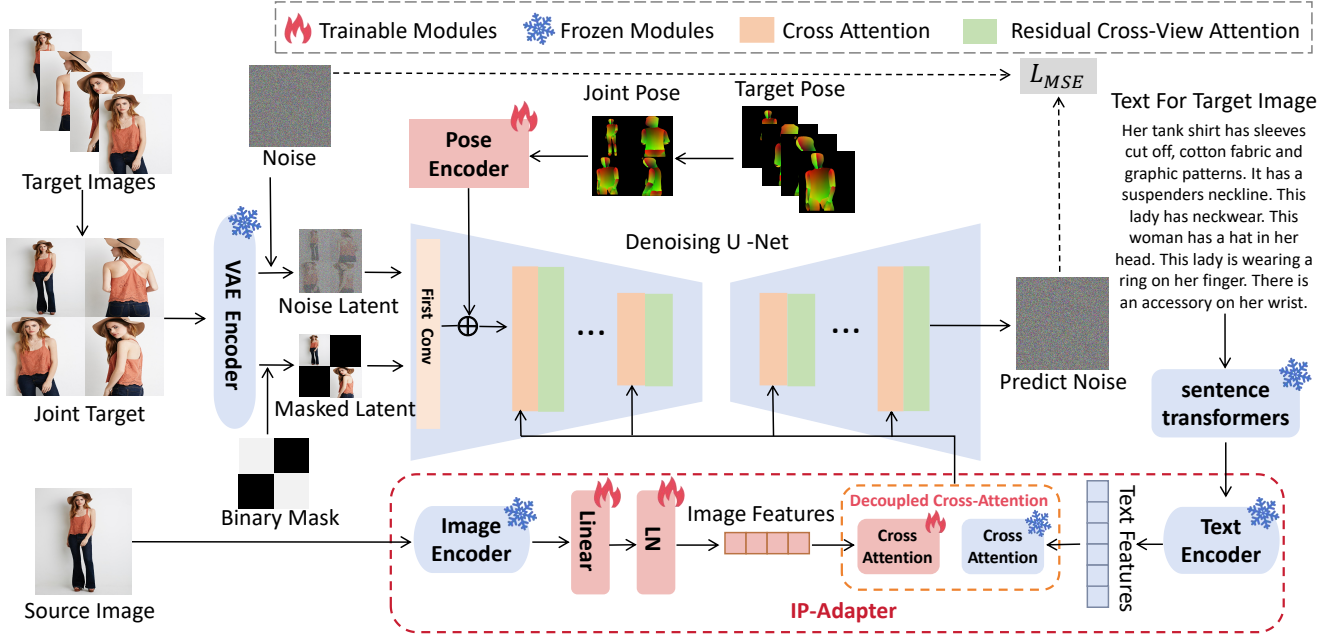 Trainable Modules
Frozen Modules
Cross Attention
Residual Cross-View Attention
Target Images
Noise
Pose
Encoder
Joint Pose
Target Pose
L_MSE
Text For Target Image
Her tank shirt has sleeves
cut off, cotton fabric and
graphic patterns. It has a
suspenders neckline. This
lady has neckwear. This
woman has a hat in her
head. This lady is wearing a
ring on her finger. There is
an accessory on her wrist.
Joint Target
VAE Encoder
Noise Latent
Masked Latent
Binary Mask
First Conv
Denoising U -Net
...
...
Predict Noise
sentence
transformers
Source Image
Image
Encoder
Linear
LN
Image Features
Decoupled Cross-Attention
Cross
Attention
Cross
Attention
Text Features
Text
Encoder
IP-Adapter